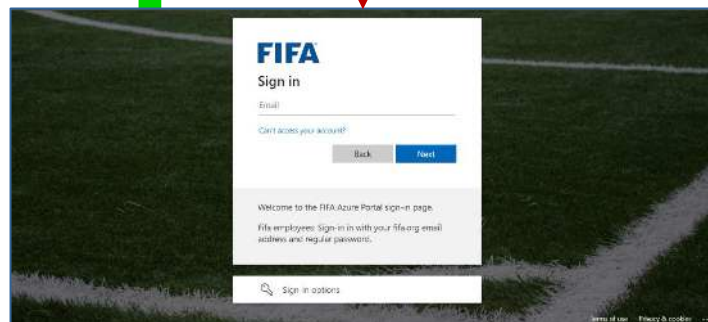 FIFA
Sign in
Email
Can't access your account?
Back Next
Welcome to the FIFA Azure Portal sign-in page.
Fifa employees: Sign-in in with your fifa.org email
address and regular password.
Sign-in options
Terms of use Privacy & cookies ...